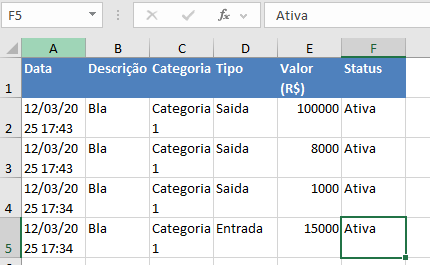 F5 fx Ativa
A B C D E F
1 Data Descrição Categoria Tipo Valor (R$) Status
2 12/03/2025 17:43 Bla Categoria 1 Saida 100000 Ativa
3 12/03/2025 17:43 Bla Categoria 1 Saida 8000 Ativa
4 12/03/2025 17:34 Bla Categoria 1 Saida 1000 Ativa
5 12/03/2025 17:34 Bla Categoria 1 Entrada 15000 Ativa